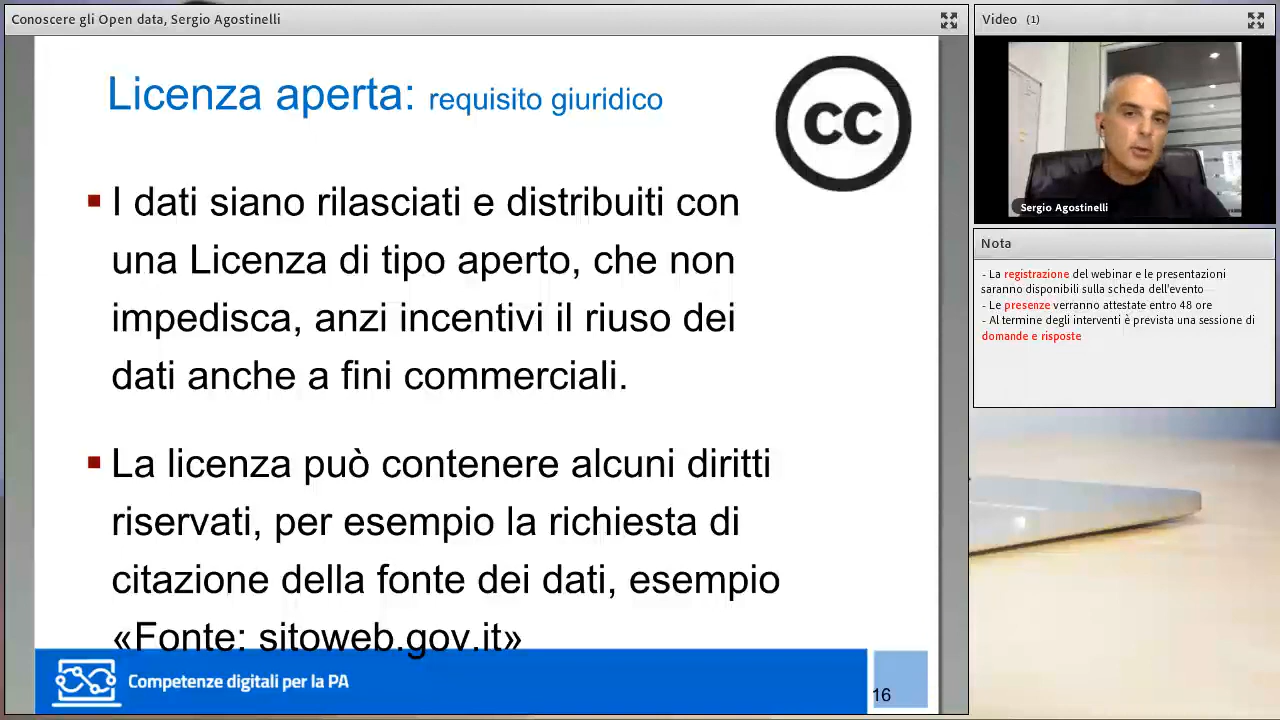 Conoscere gli Open data, Sergio Agostinelli
Licenza aperta: requisito giuridico
cc
▪ I dati siano rilasciati e distribuiti con
una Licenza di tipo aperto, che non
impedisca, anzi incentivi il riuso dei
dati anche a fini commerciali.
▪ La licenza può contenere alcuni diritti
riservati, per esempio la richiesta di
citazione della fonte dei dati, esempio
«Fonte: sitoweb.gov.it»
Competenze digitali per la PA
16
Video (1)
Sergio Agostinelli
Nota
- La registrazione del webinar e le presentazioni
saranno disponibili sulla scheda dell'evento
- Le presenze verranno attestate entro 48 ore
- Al termine degli interventi è prevista una sessione di
domande e risposte